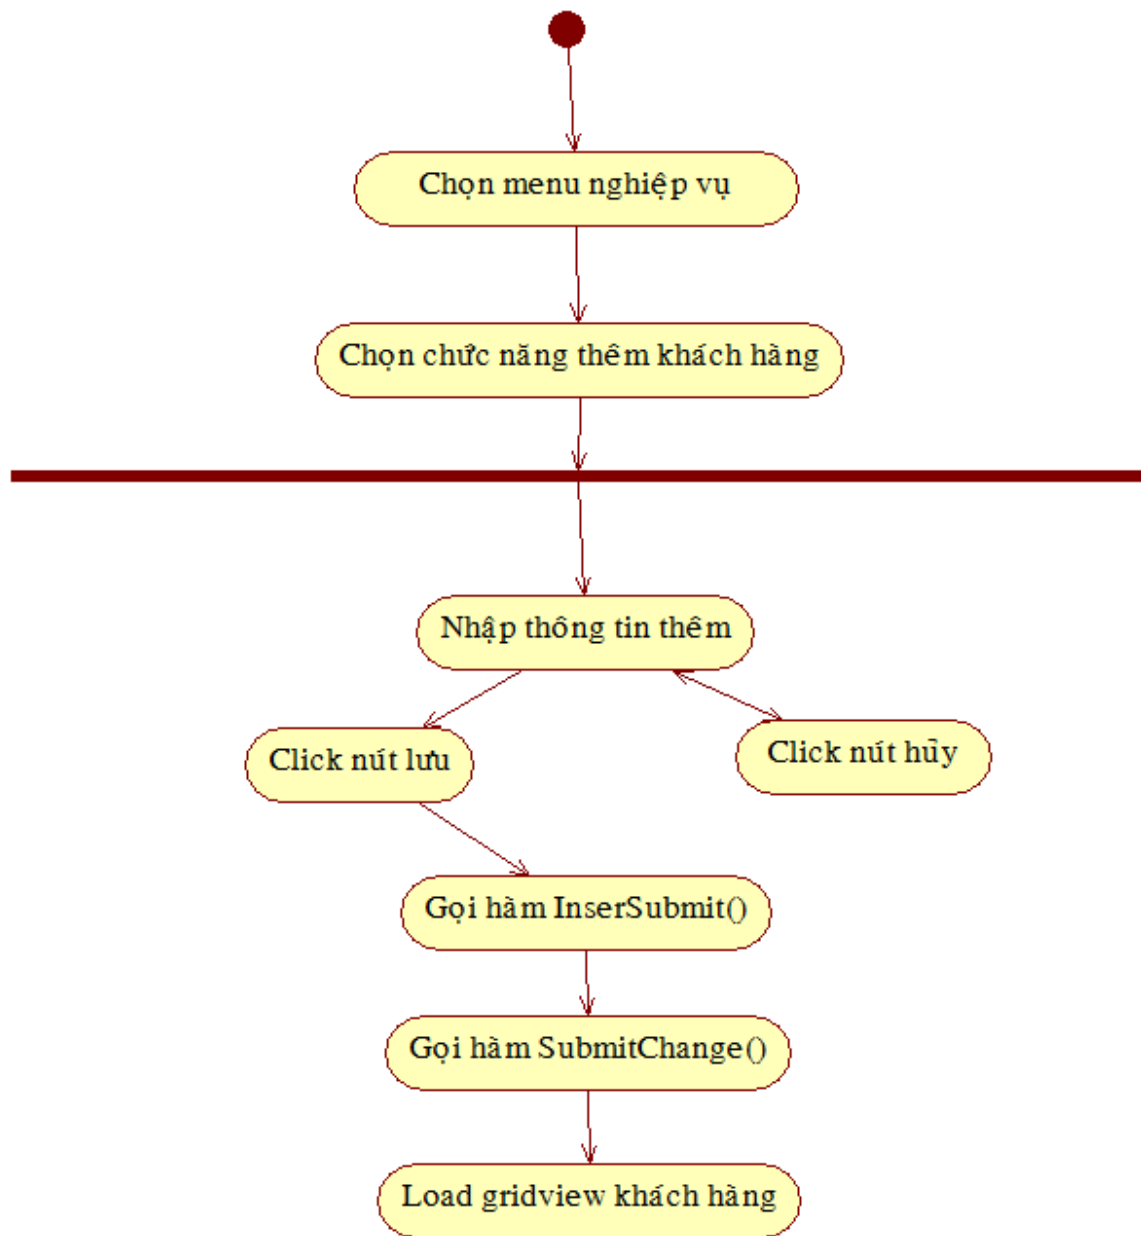 Chọn menu nghiệp vụ
Chọn chức năng thêm khách hàng
Nhập thông tin thêm
Click nút lưu
Click nút hủy
Gọi hàm InserSubmit()
Gọi hàm SubmitChange()
Load gridview khách hàng